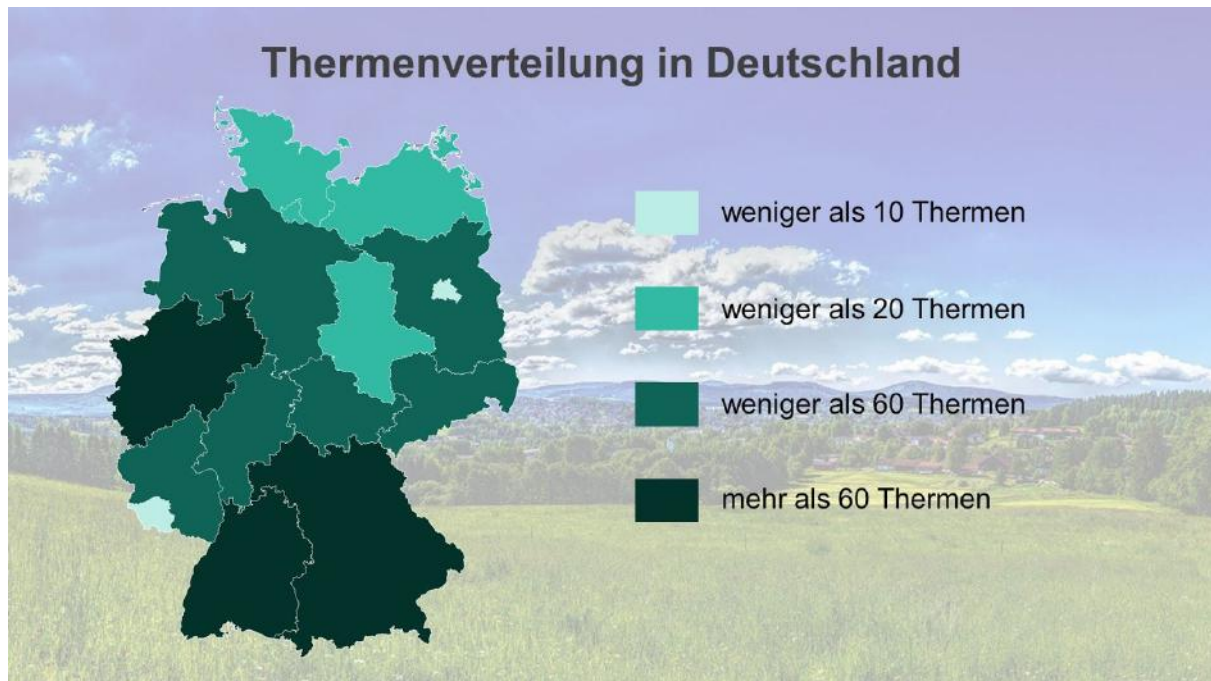 Thermenverteilung in Deutschland
weniger als 10 Thermen
weniger als 20 Thermen
weniger als 60 Thermen
mehr als 60 Thermen